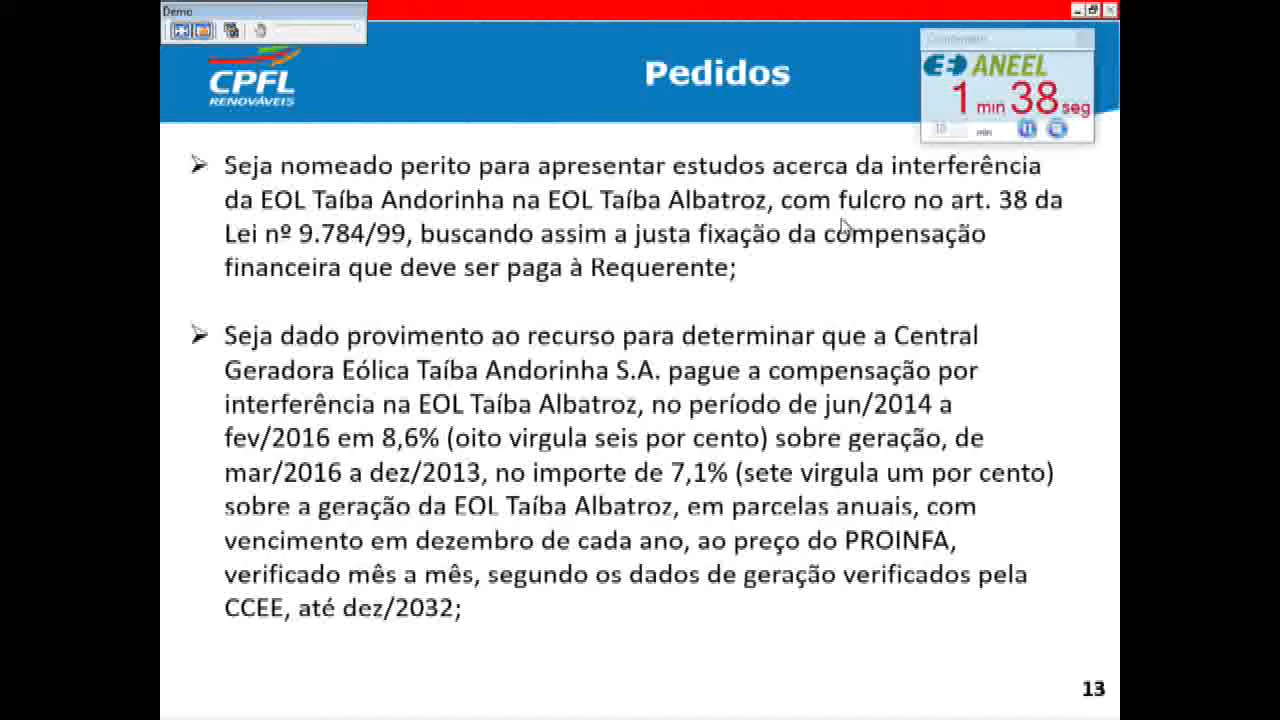 Demo
CPFL
RENOVÁVEIS
Pedidos
ANEEL
1 min 38 seg
10 min
Seja nomeado perito para apresentar estudos acerca da interferência
da EOL Taíba Andorinha na EOL Taíba Albatroz, com fulcro no art. 38 da
Lei nº 9.784/99, buscando assim a justa fixação da compensação
financeira que deve ser paga à Requerente;
Seja dado provimento ao recurso para determinar que a Central
Geradora Eólica Taíba Andorinha S.A. pague a compensação por
interferência na EOL Taíba Albatroz, no período de jun/2014 a
fev/2016 em 8,6% (oito virgula seis por cento) sobre geração, de
mar/2016 a dez/2013, no importe de 7,1% (sete virgula um por cento)
sobre a geração da EOL Taíba Albatroz, em parcelas anuais, com
vencimento em dezembro de cada ano, ao preço do PROINFA,
verificado mês a mês, segundo os dados de geração verificados pela
CCEE, até dez/2032;
13